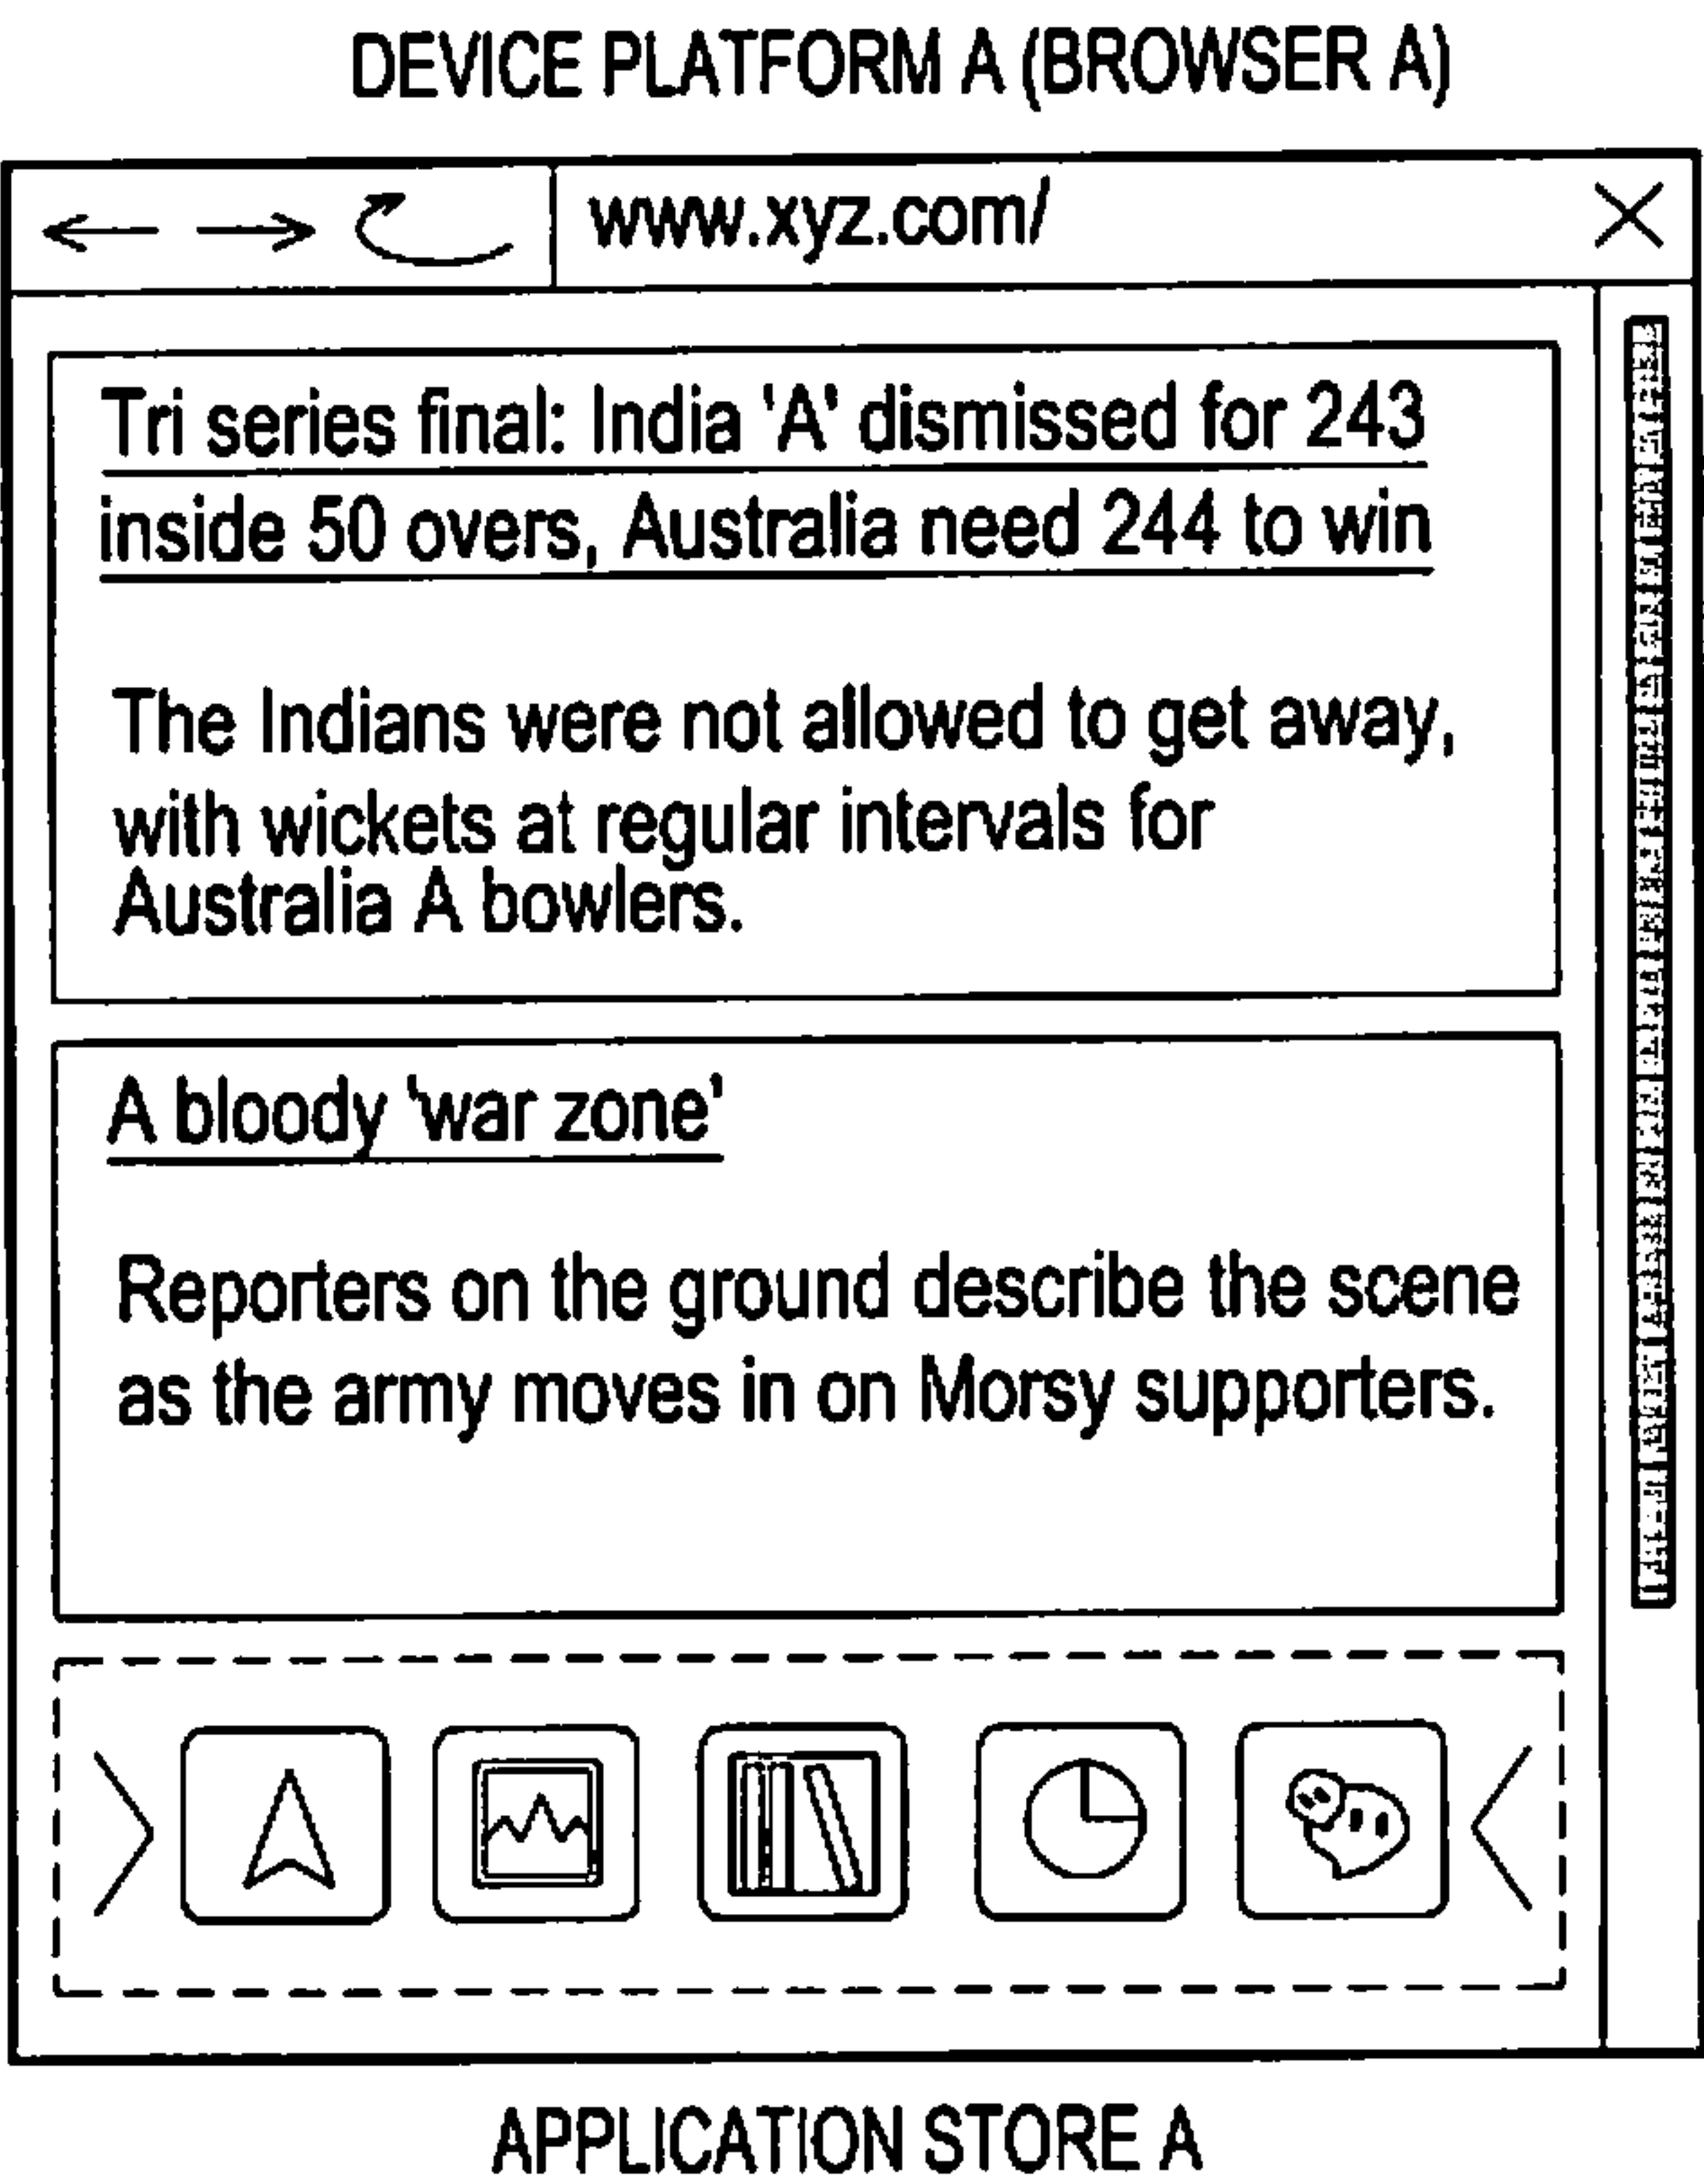 DEVICE PLATFORM A (BROWSER A)
www.xyz.com/
Tri series final: India 'A' dismissed for 243
inside 50 overs, Australia need 244 to win
The Indians were not allowed to get away,
with wickets at regular intervals for
Australia A bowlers.
A bloody 'war zone'
Reporters on the ground describe the scene
as the army moves in on Morsy supporters.
APPLICATION STORE A